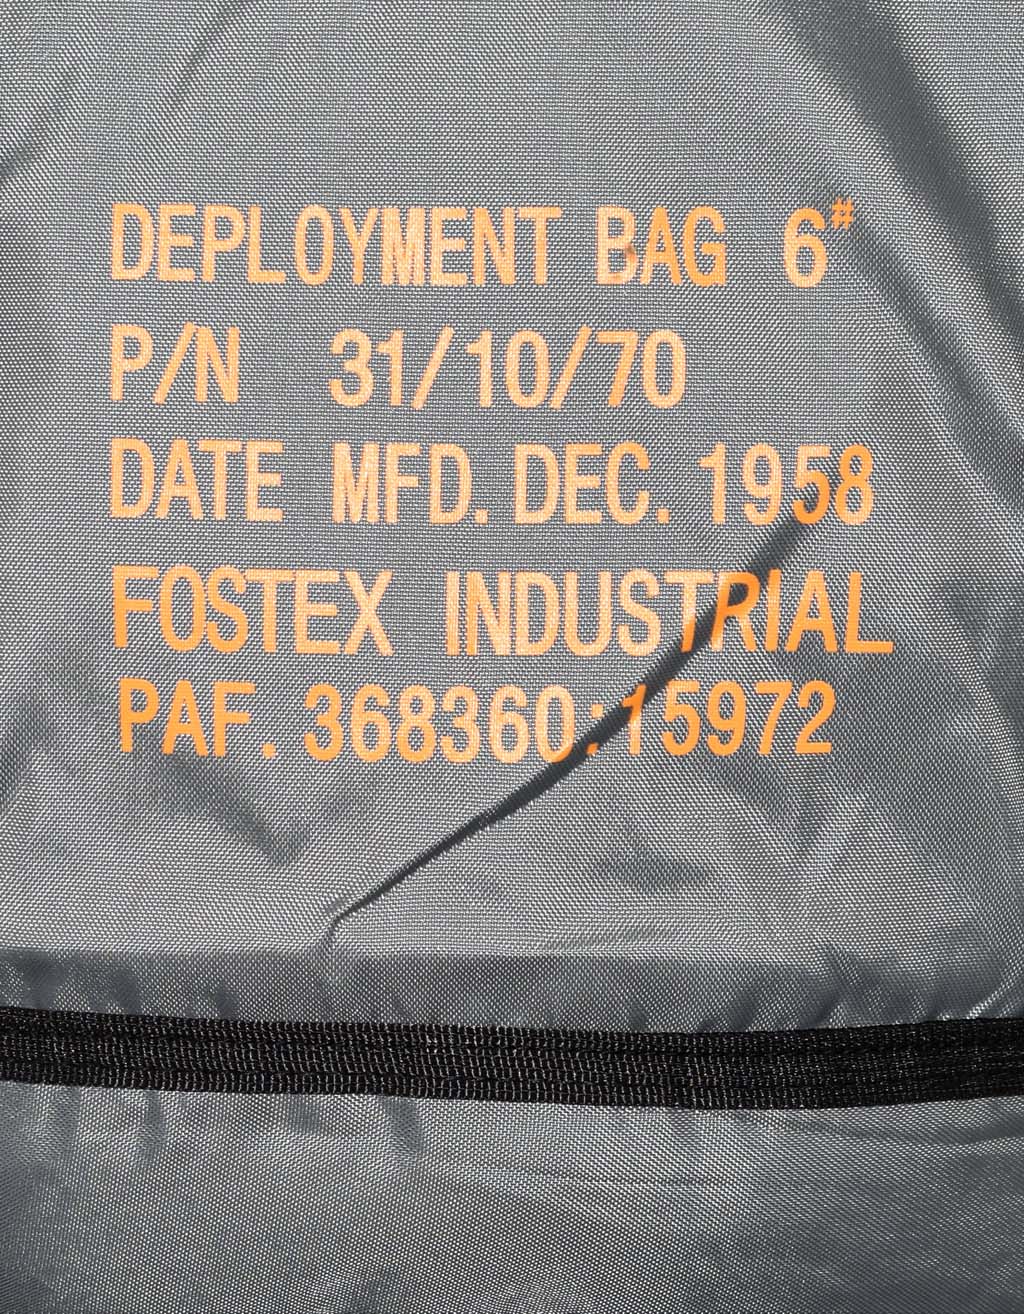 DEPLOYMENT BAG 6#
P/N 31/10/70
DATE MFD. DEC. 1958
FOSTEX INDUSTRIAL
PAF. 368360:15972